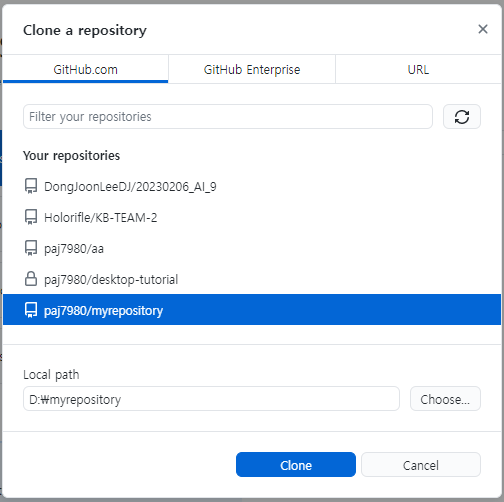 Clone a repository
GitHub.com
GitHub Enterprise
URL
Filter your repositories
Your repositories
DongJoonLeeDJ/20230206_AI_9
Holorifle/KB-TEAM-2
paj7980/aa
paj7980/desktop-tutorial
paj7980/myrepository
Local path
D:₩myrepository
Choose...
Clone
Cancel